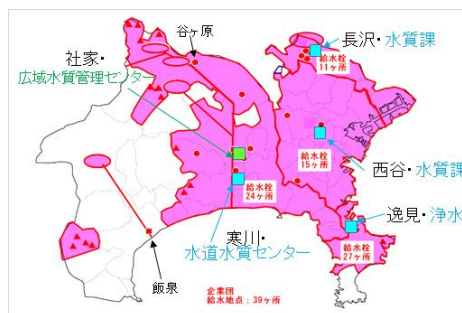 谷ヶ原
長沢・水質課
社家・
広域水質管理センター
給水栓
11ヶ所
給水栓
15ヶ所
西谷・水質課
給水栓
24ヶ所
逸見・浄水
寒川・
水道水質センター
給水栓
27ヶ所
飯泉
企業団
給水地点:39ヶ所